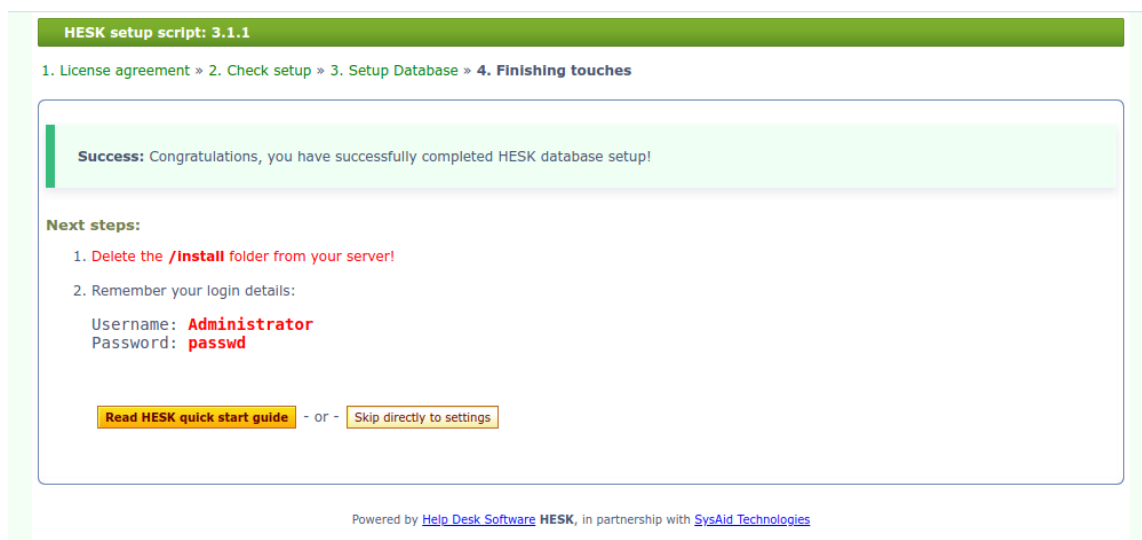 HESK setup script: 3.1.1
1. License agreement » 2. Check setup » 3. Setup Database » 4. Finishing touches
Success: Congratulations, you have successfully completed HESK database setup!
Next steps:
1. Delete the /install folder from your server!
2. Remember your login details:
Username: Administrator
Password: passwd
Read HESK quick start guide - or - Skip directly to settings
Powered by Help Desk Software HESK, in partnership with SysAid Technologies